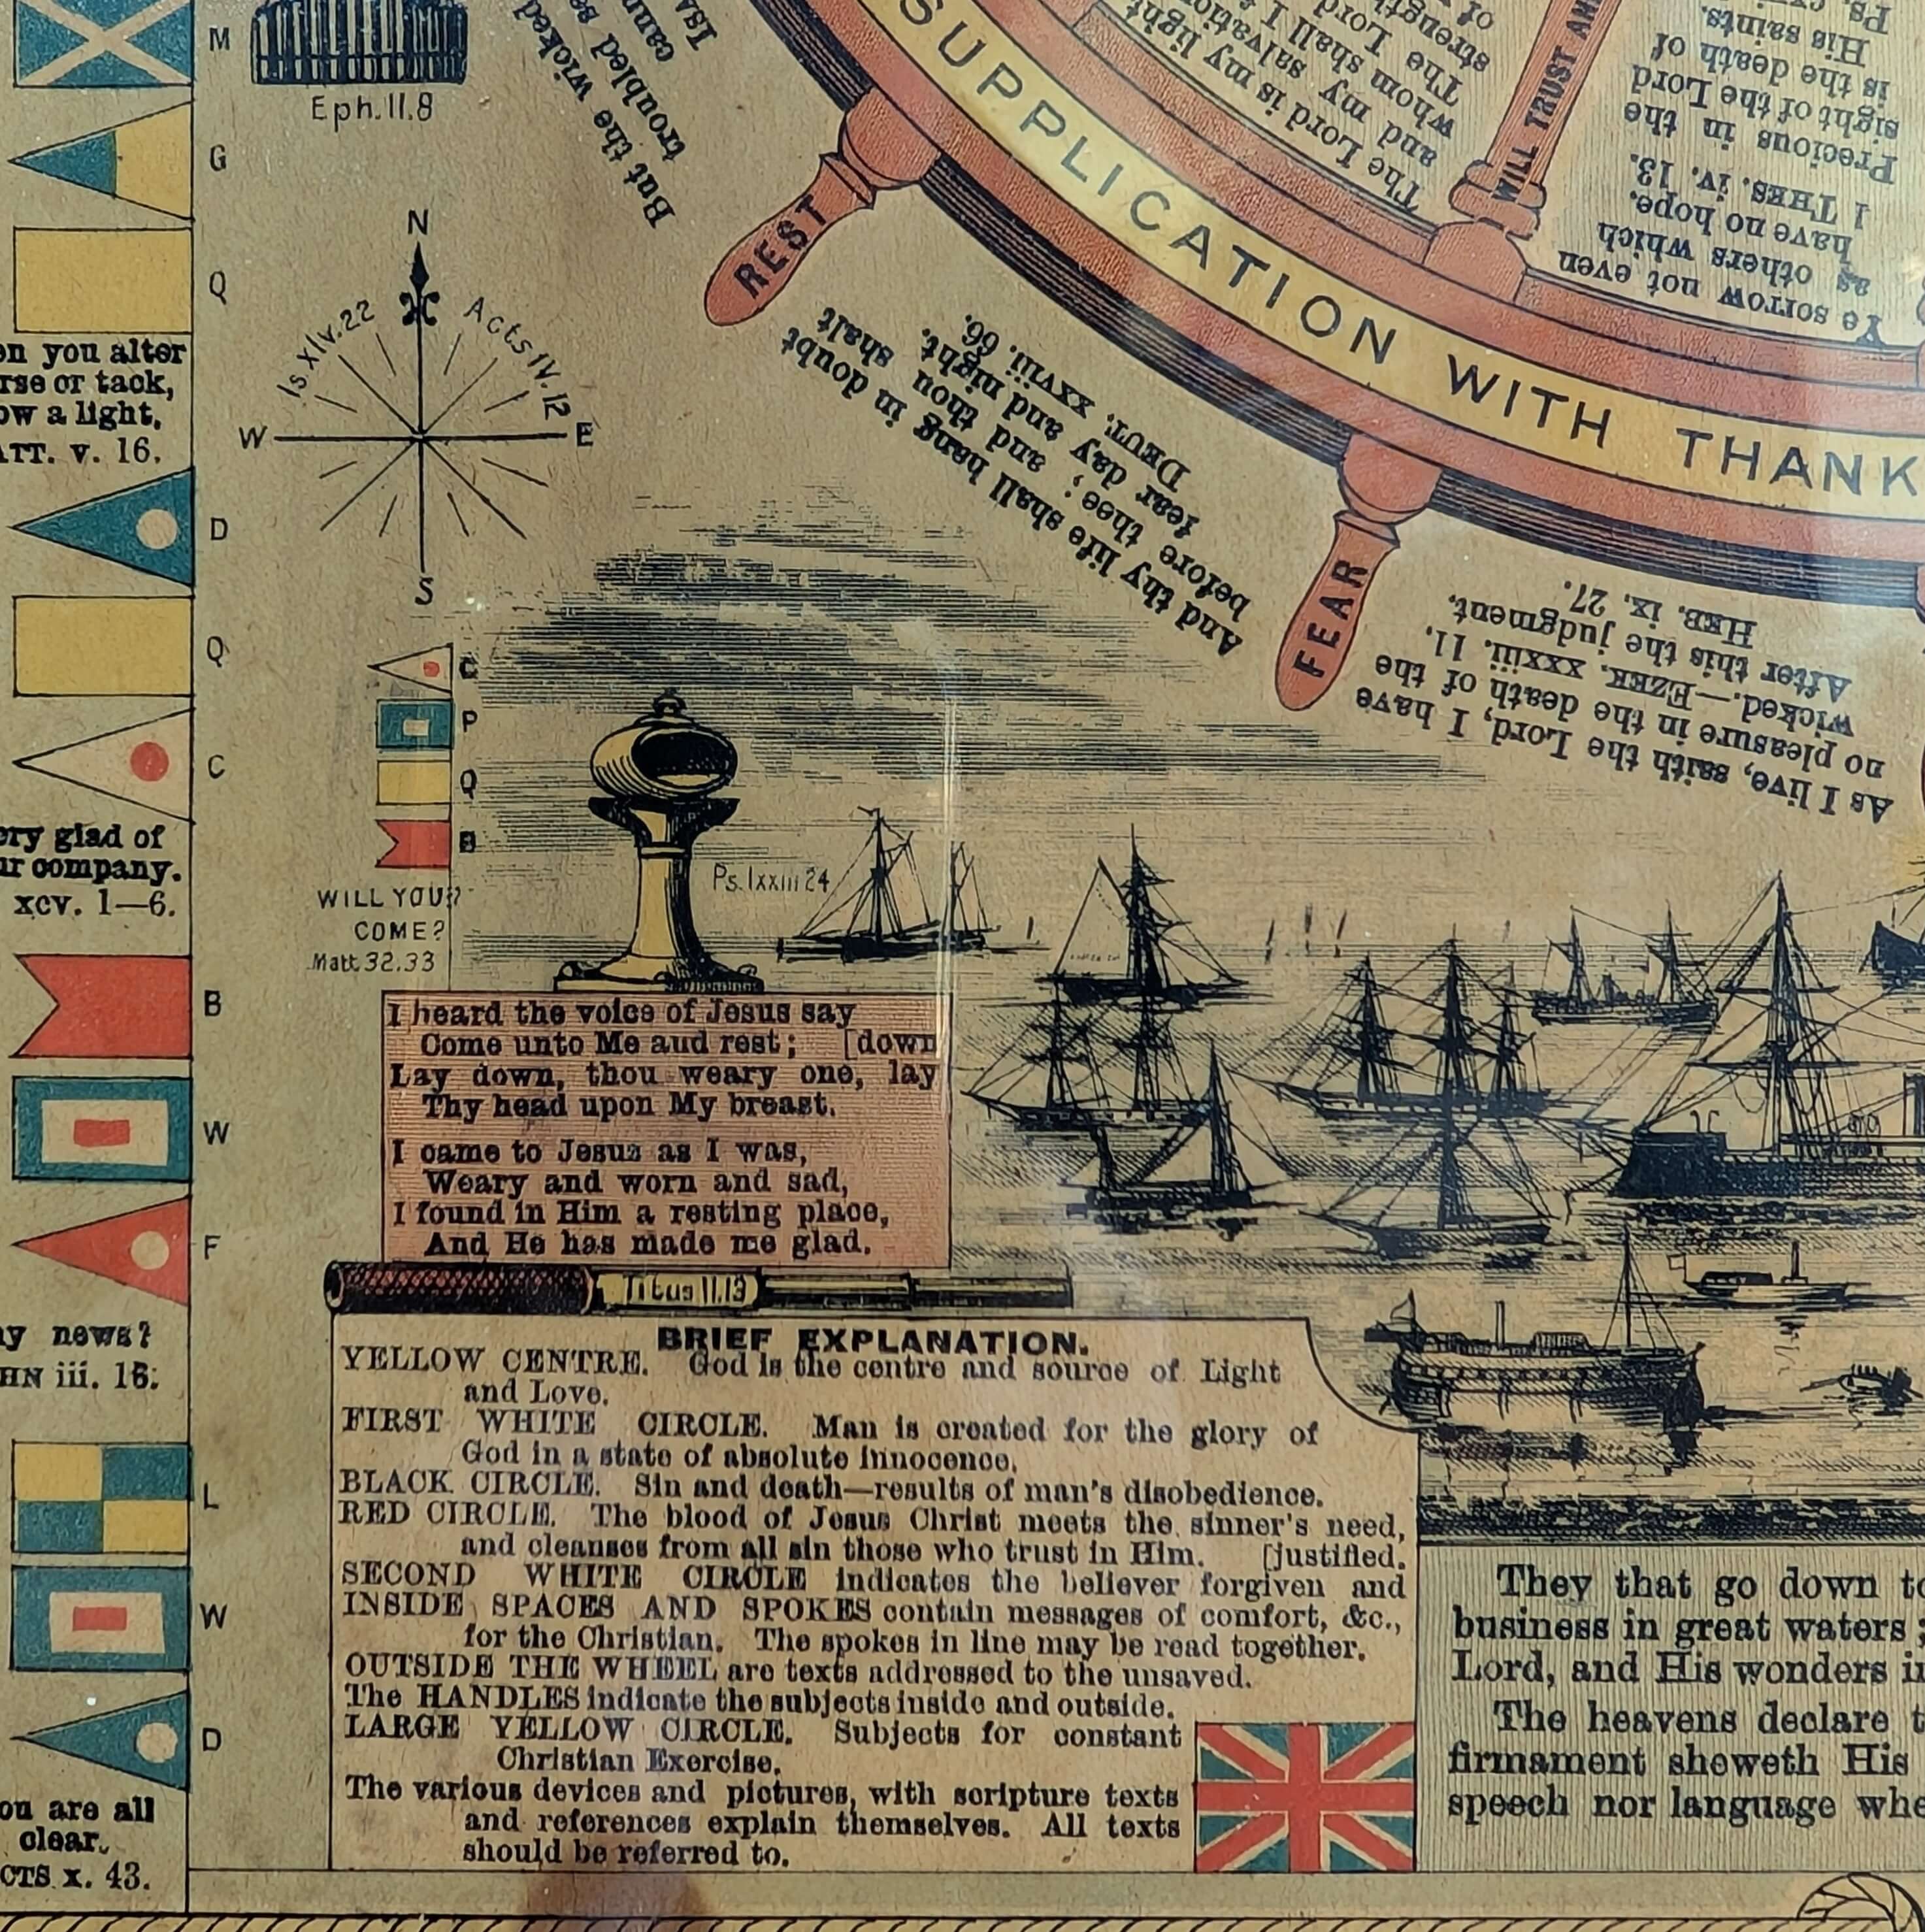 M
Eph. 11.8
G
Q
en you alter
rse or tack,
ow a light,
ATT. v. 16.
D
Q
C
ery glad of
ur company.
xcv. 1—6.
B
W
F
ny news?
HN iii. 16:
L
W
D
ou are all
clear.
CTS x. 43.
N
Is xlv. 22
Acts IV. 12
W
E
S
C
P
Q
B
WILL YOU?
COME?
Matt 32.33
Ps. lxxiii 24
But the wicked
troubled se
cann
Isa
REST
And thy life shall hang in doubt
before thee; and thou shalt
fear day and night.
DEUT. xxviii. 66.
FEAR
As I live, saith the Lord, I have
no pleasure in the death of the
wicked.—EZEK. xxxiii. 11.
After this the judgment.
HEB. ix. 27.
SUPPLICATION WITH THANK
The Lord is my light
and my salvation
whom shall I
The Lord
streng
of
WILL TRUST AN
Ye sorrow not even
as others which
have no hope.
1 THES. iv. 13.
Precious in the
sight of the Lord
is the death of
His saints.
Ps. cx
I heard the voice of Jesus say
Come unto Me and rest; [down
Lay down, thou weary one, lay
Thy head upon My breast.
I came to Jesus as I was,
Weary and worn and sad,
I found in Him a resting place,
And He has made me glad.
Titus 11.13
BRIEF EXPLANATION.
YELLOW CENTRE. God is the centre and source of Light
and Love.
FIRST WHITE CIRCLE. Man is created for the glory of
God in a state of absolute innocence.
BLACK CIRCLE. Sin and death—results of man's disobedience.
RED CIRCLE. The blood of Jesus Christ meets the sinner's need,
and cleanses from all sin those who trust in Him. [justified.
SECOND WHITE CIRCLE indicates the believer forgiven and
INSIDE SPACES AND SPOKES contain messages of comfort, &c.,
for the Christian. The spokes in line may be read together.
OUTSIDE THE WHEEL are texts addressed to the unsaved.
The HANDLES indicate the subjects inside and outside.
LARGE YELLOW CIRCLE. Subjects for constant
Christian Exercise.
The various devices and pictures, with scripture texts
and references explain themselves. All texts
should be referred to.
They that go down to
business in great waters;
Lord, and His wonders in
The heavens declare t
firmament sheweth His
speech nor language whe